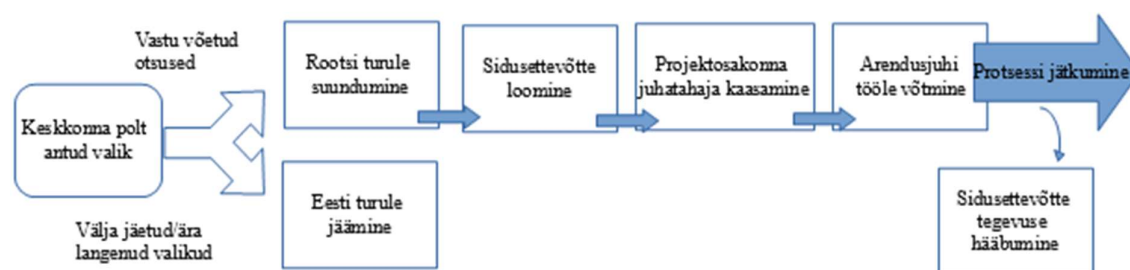 Vastu võetud
otsused
Keskkonna polt
antud valik
Välja jäetud/ära
langenud valikud
Rootsi turule
suundumine
Eesti turule
jäämine
Sidusettevõtte
loomine
Projektosakonna
juhatahaja kaasamine
Arendusjuhi
tööle võtmine
Protsessi jätkumine
Sidusettevõtte
tegevuse
hääbumine